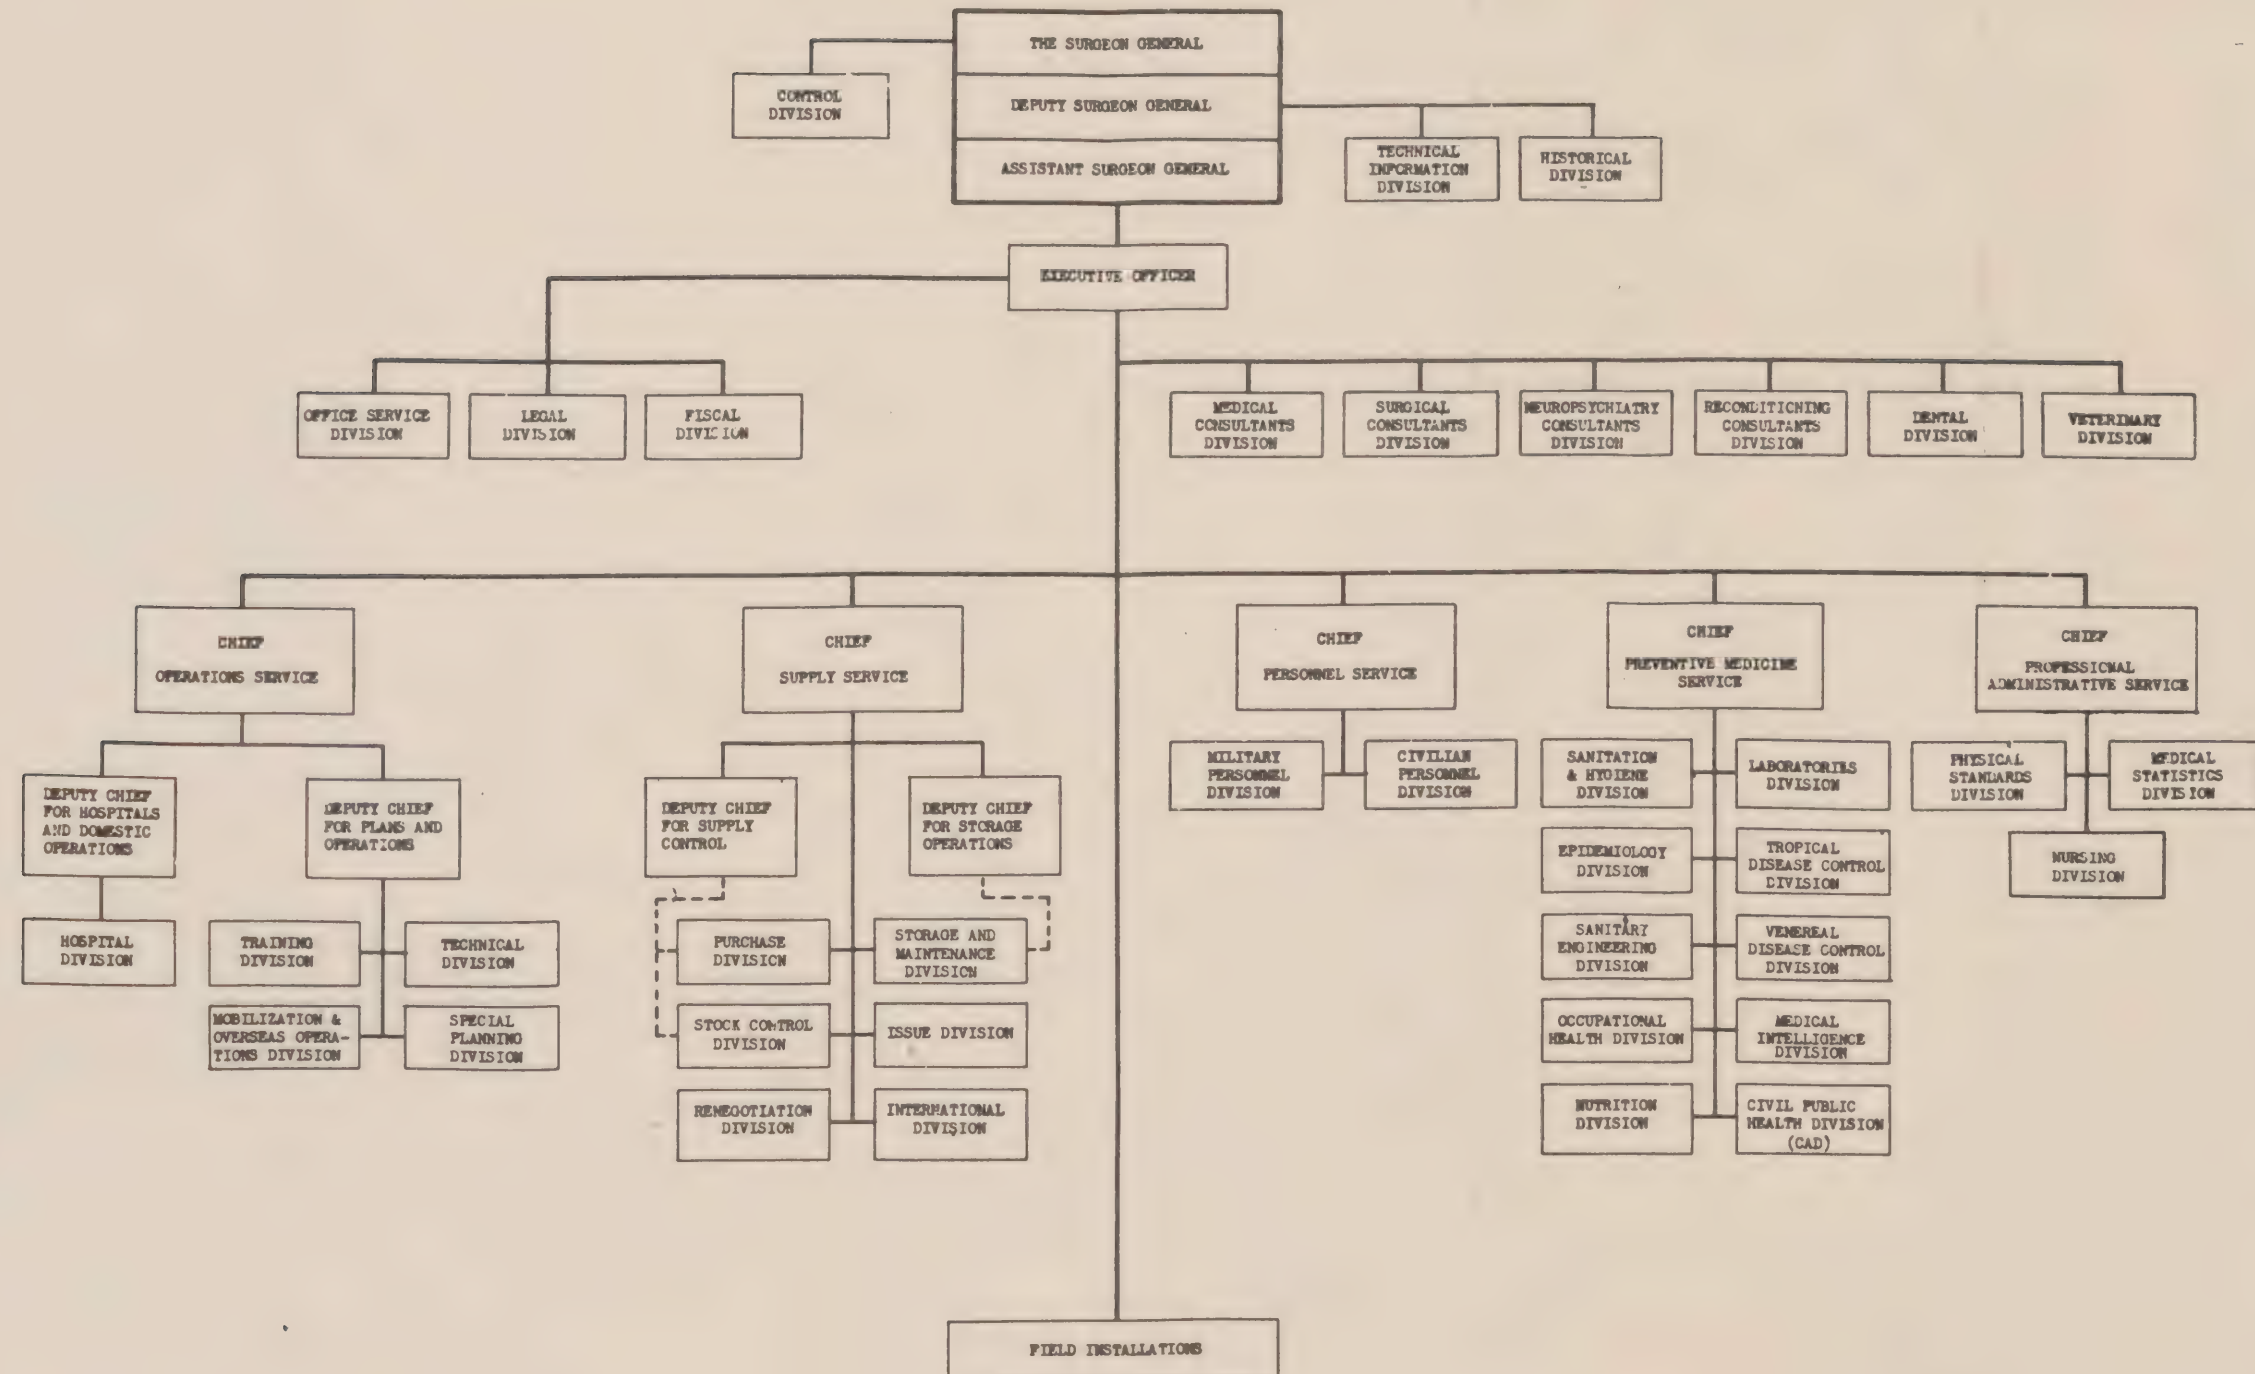 THE SURGEON GENERAL
CONTROL
DIVISION
DEPUTY SURGEON GENERAL
ASSISTANT SURGEON GENERAL
TECHNICAL
INFORMATION
DIVISION
HISTORICAL
DIVISION
EXECUTIVE OFFICER
OFFICE SERVICE
DIVISION
LEGAL
DIVISION
FISCAL
DIVISION
MEDICAL
CONSULTANTS
DIVISION
SURGICAL
CONSULTANTS
DIVISION
NEUROPSYCHIATRY
CONSULTANTS
DIVISION
RECONDITIONING
CONSULTANTS
DIVISION
DENTAL
DIVISION
VETERINARY
DIVISION
CHIEF
OPERATIONS SERVICE
CHIEF
SUPPLY SERVICE
CHIEF
PERSONNEL SERVICE
CHIEF
PREVENTIVE MEDICINE
SERVICE
CHIEF
PROFESSIONAL
ADMINISTRATIVE SERVICE
DEPUTY CHIEF
FOR HOSPITALS
AND DOMESTIC
OPERATIONS
DEPUTY CHIEF
FOR PLANS AND
OPERATIONS
HOSPITAL
DIVISION
TRAINING
DIVISION
TECHNICAL
DIVISION
MOBILIZATION &
OVERSEAS OPERA-
TIONS DIVISION
SPECIAL
PLANNING
DIVISION
DEPUTY CHIEF
FOR SUPPLY
CONTROL
DEPUTY CHIEF
FOR STORAGE
OPERATIONS
PURCHASE
DIVISION
STORAGE AND
MAINTENANCE
DIVISION
STOCK CONTROL
DIVISION
ISSUE DIVISION
RENEGOTIATION
DIVISION
INTERNATIONAL
DIVISION
MILITARY
PERSONNEL
DIVISION
CIVILIAN
PERSONNEL
DIVISION
SANITATION
& HYGIENE
DIVISION
LABORATORIES
DIVISION
EPIDEMIOLOGY
DIVISION
TROPICAL
DISEASE CONTROL
DIVISION
SANITARY
ENGINEERING
DIVISION
VENEREAL
DISEASE CONTROL
DIVISION
OCCUPATIONAL
HEALTH DIVISION
MEDICAL
INTELLIGENCE
DIVISION
NUTRITION
DIVISION
CIVIL PUBLIC
HEALTH DIVISION
(CAD)
PHYSICAL
STANDARDS
DIVISION
MEDICAL
STATISTICS
DIVISION
NURSING
DIVISION
FIELD INSTALLATIONS